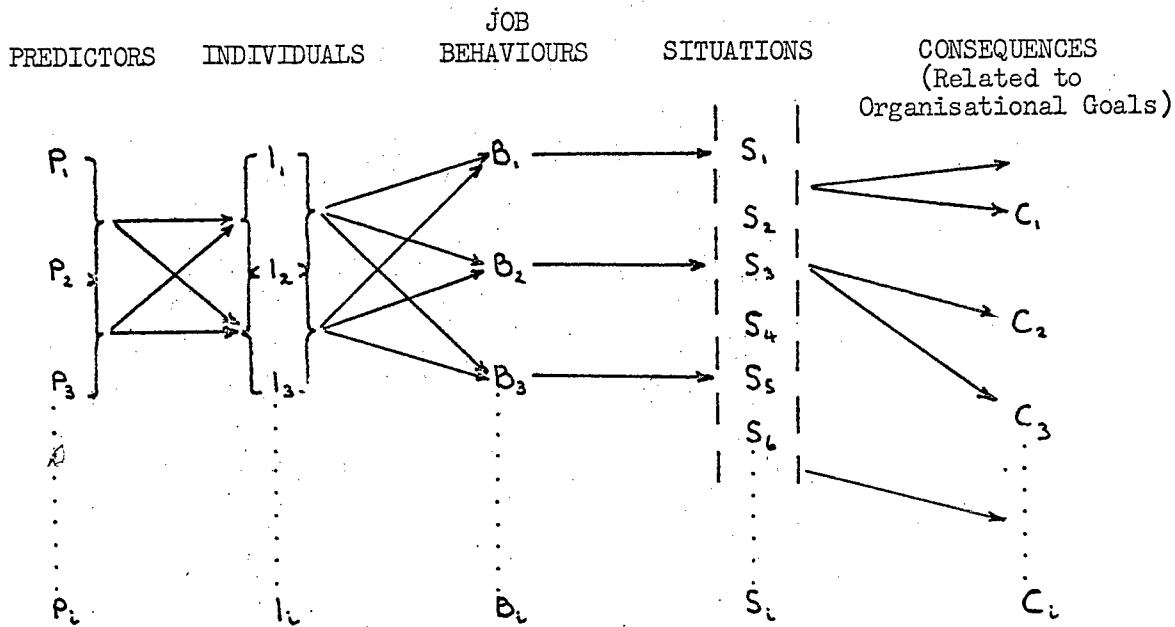 PREDICTORS INDIVIDUALS JOB BEHAVIOURS SITUATIONS CONSEQUENCES
(Related to
Organisational Goals)
P₁ I₁ B₁ S₁
S₂ C₁
P₂ I₂ B₂ S₃
S₄ C₂
P₃ I₃ B₃ S₅
S₆ C₃
Pᵢ Iᵢ Bᵢ Sᵢ Cᵢ